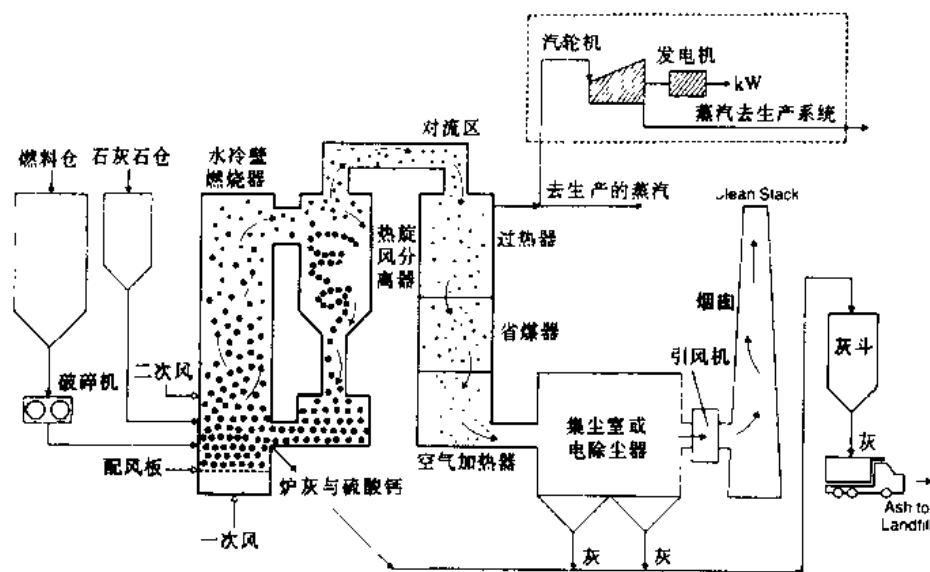 汽轮机
发电机
kW
蒸汽去生产系统
对流区
燃料仓
石灰石仓
水冷壁
燃烧器
去生产的蒸汽
Clean Stack
热旋
风分
离器
过热器
烟囱
省煤器
引风机
灰斗
二次风
破碎机
集尘室或
电除尘器
配风板
空气加热器
灰
炉灰与硫酸钙
Ash to
Landfill
一次风
灰
灰